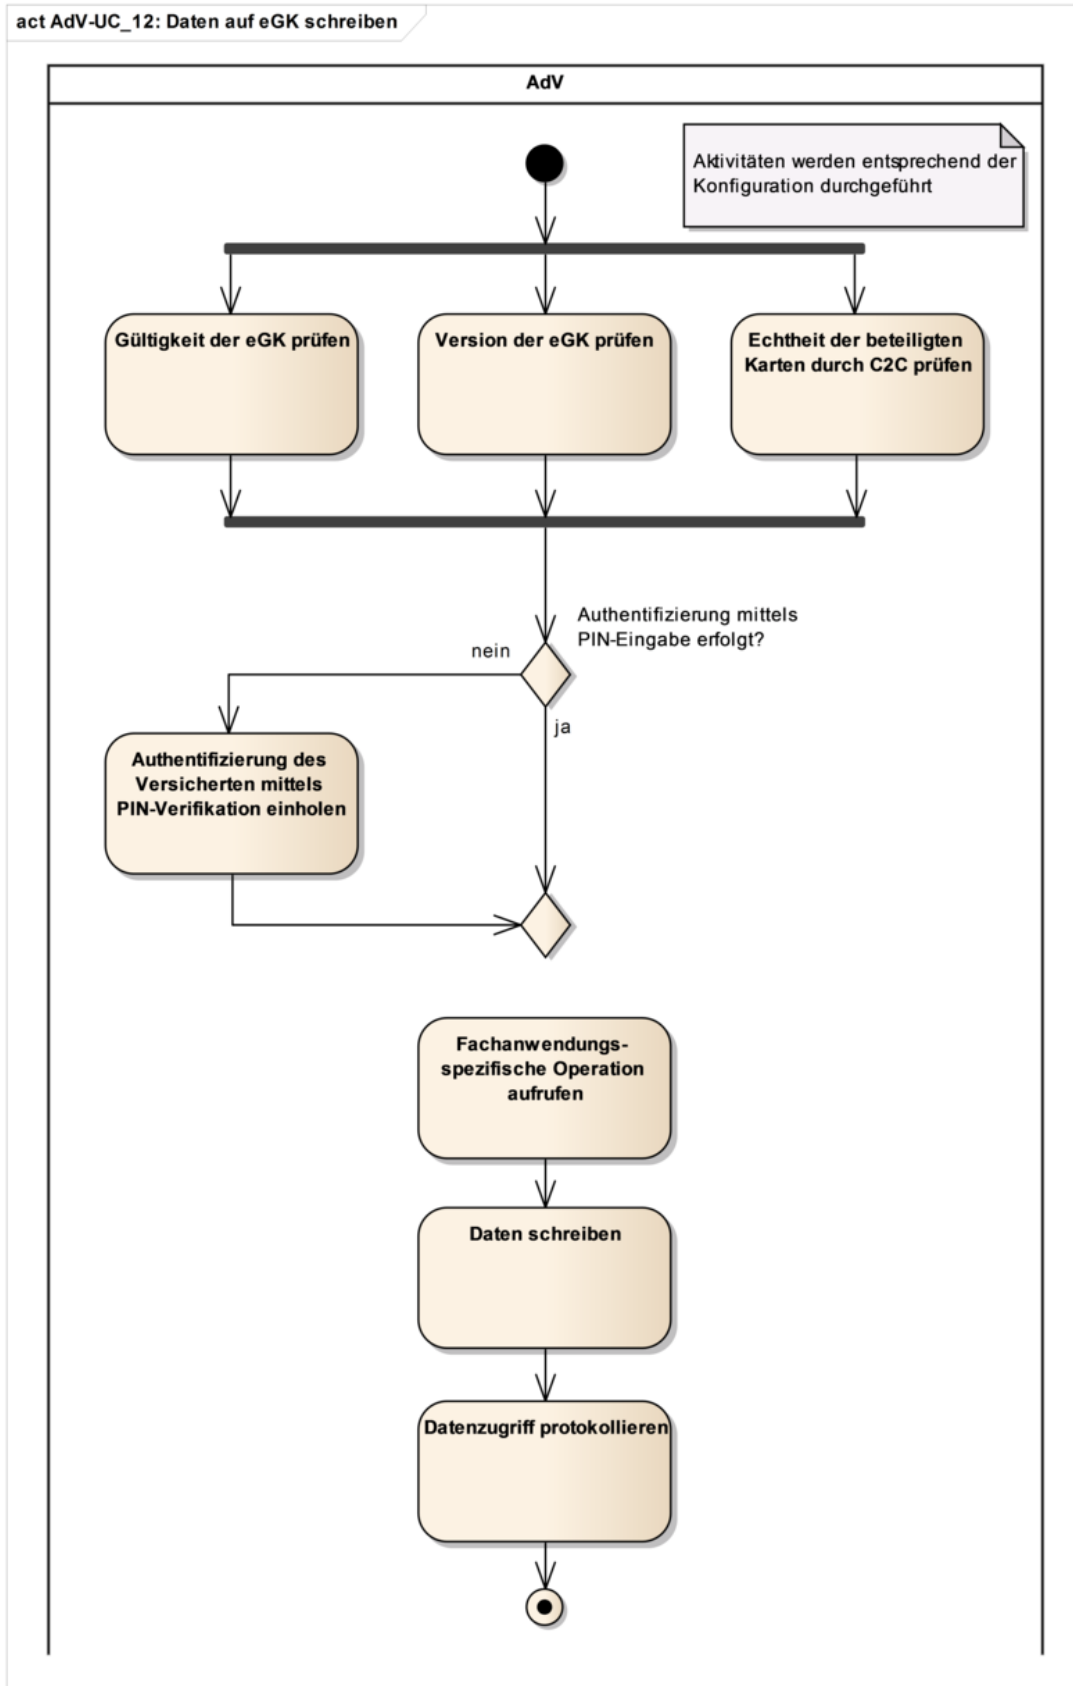 act AdV-UC_12: Daten auf eGK schreiben
AdV
Aktivitäten werden entsprechend der
Konfiguration durchgeführt
Gültigkeit der eGK prüfen
Version der eGK prüfen
Echtheit der beteiligten
Karten durch C2C prüfen
Authentifizierung mittels
PIN-Eingabe erfolgt?
nein
ja
Authentifizierung des
Versicherten mittels
PIN-Verifikation einholen
Fachanwendungs-
spezifische Operation
aufrufen
Daten schreiben
Datenzugriff protokollieren